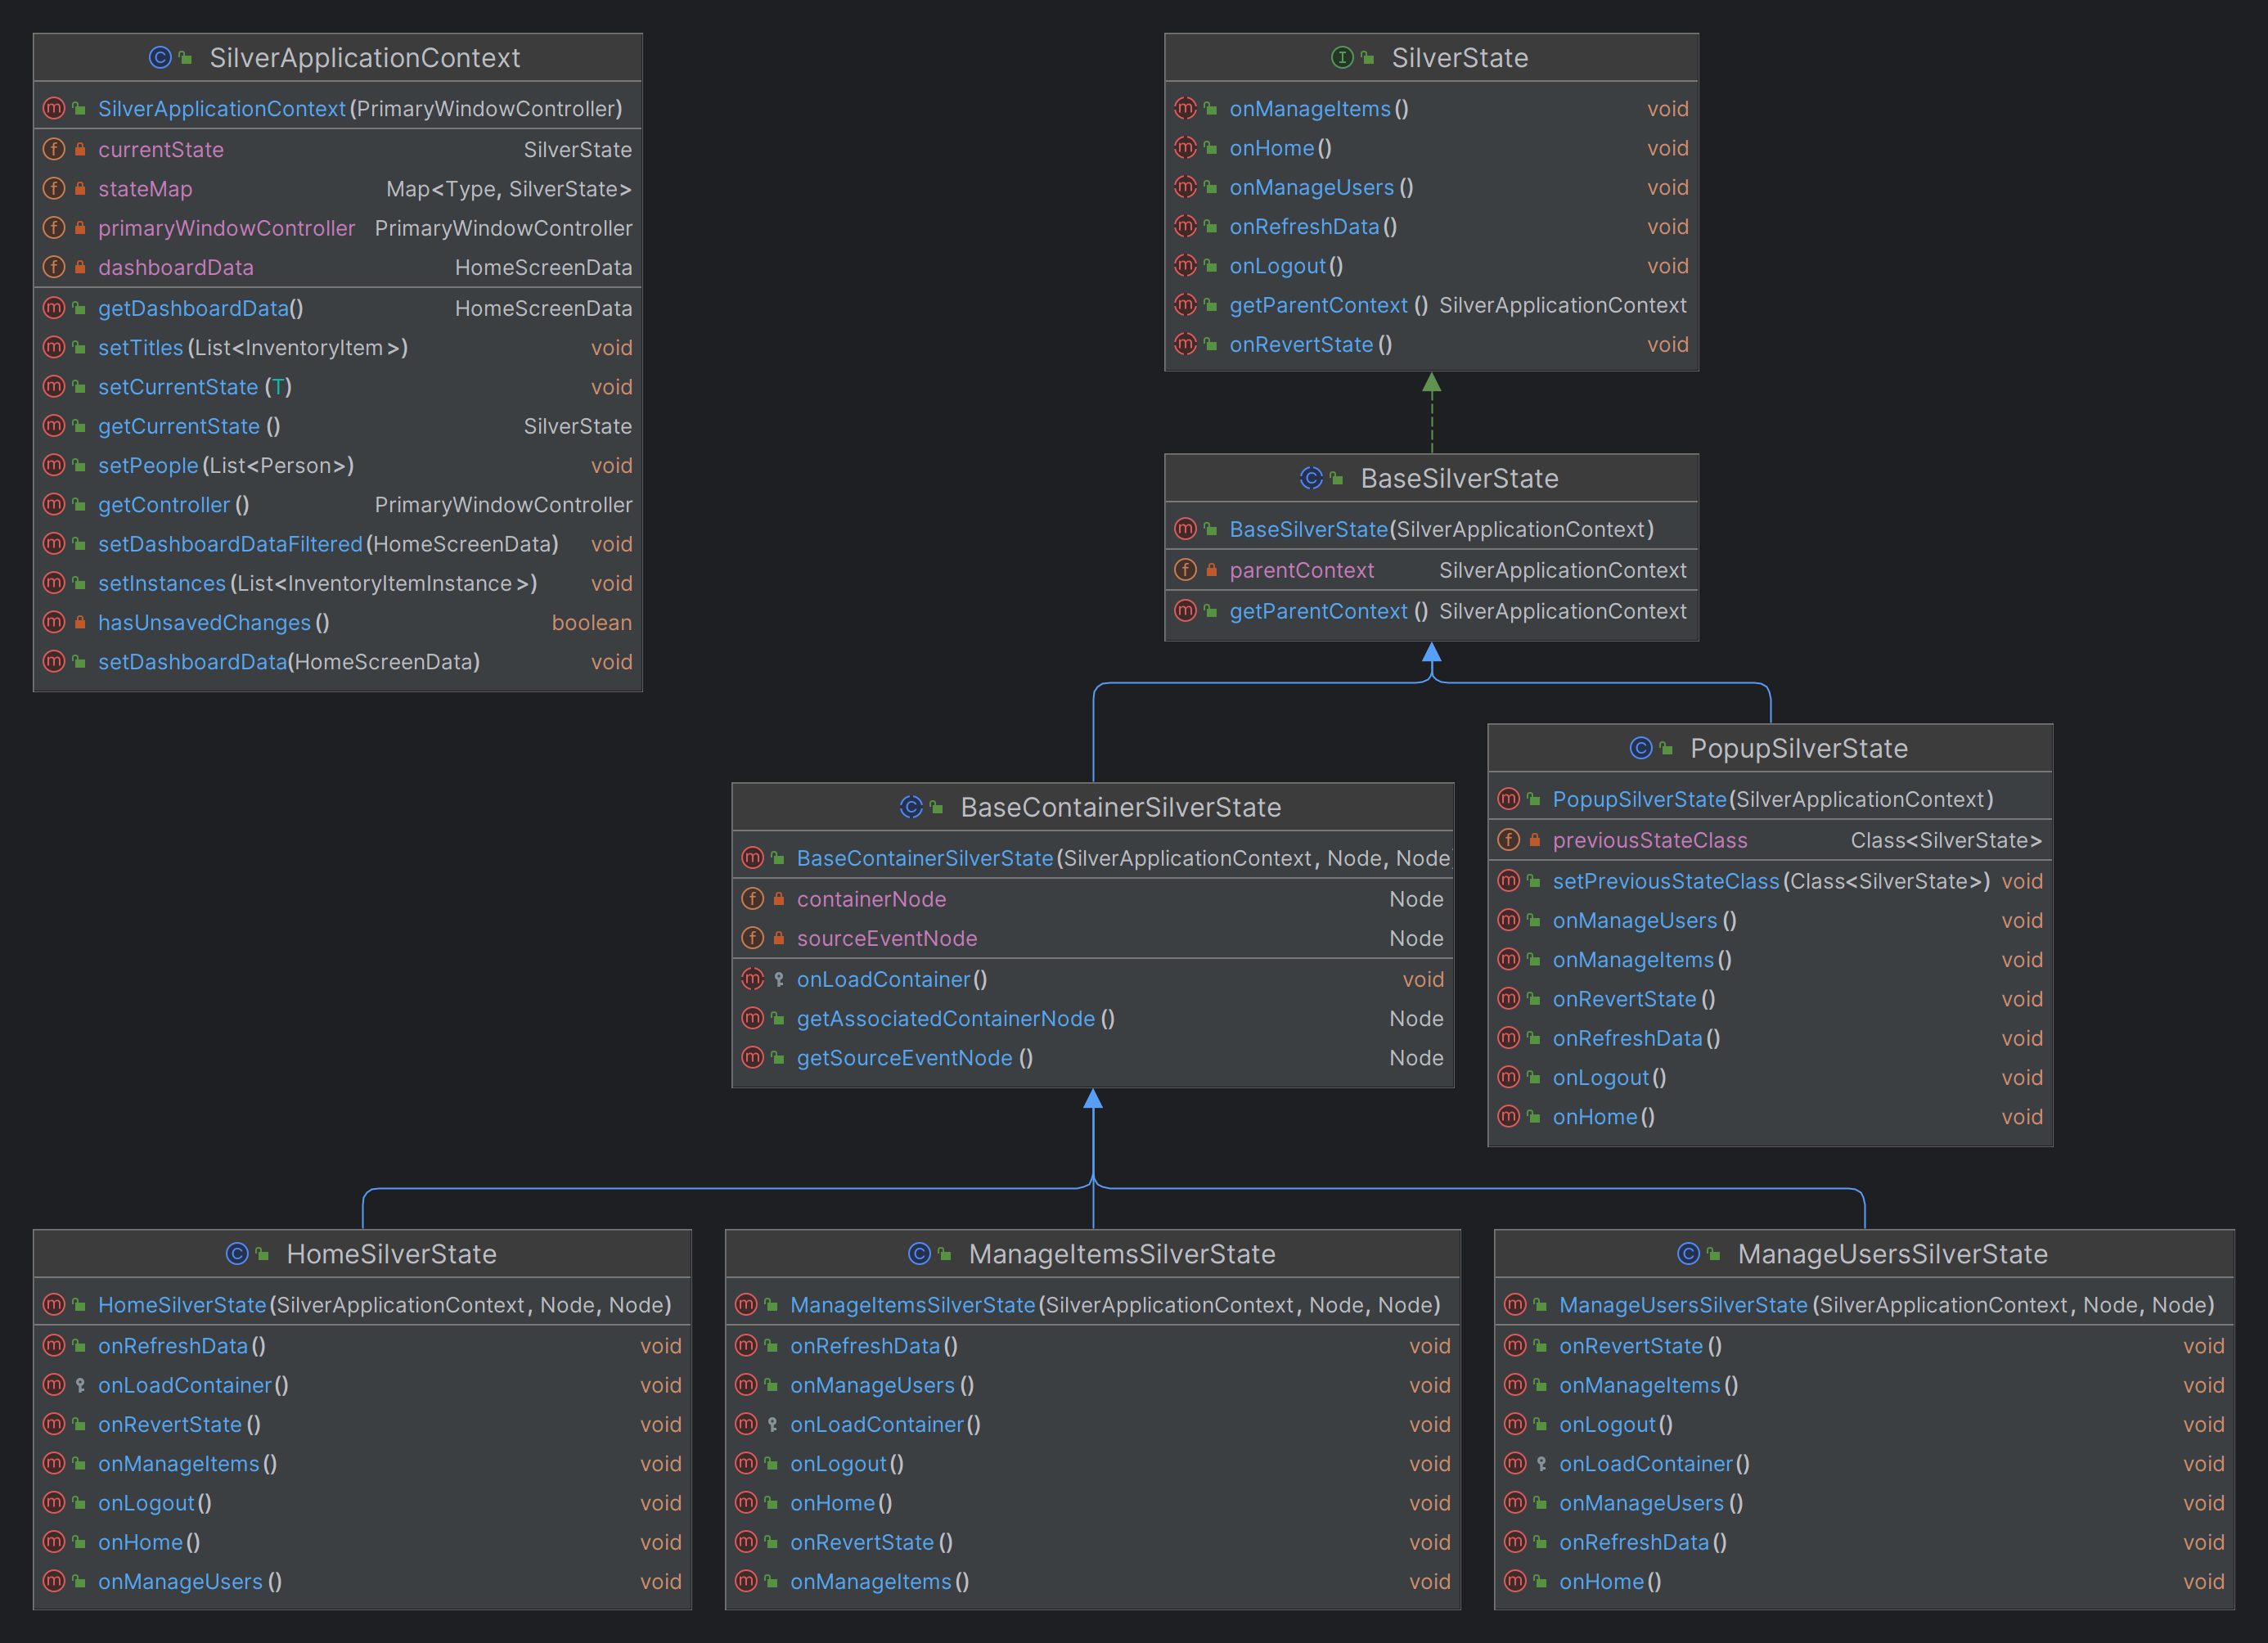 SilverApplicationContext
SilverApplicationContext(PrimaryWindowController)
currentState SilverState
stateMap Map<Type, SilverState>
primaryWindowController PrimaryWindowController
dashboardData HomeScreenData
getDashboardData() HomeScreenData
setTitles(List<InventoryItem>) void
setCurrentState(T) void
getCurrentState() SilverState
setPeople(List<Person>) void
getController() PrimaryWindowController
setDashboardDataFiltered(HomeScreenData) void
setInstances(List<InventoryItemInstance>) void
hasUnsavedChanges() boolean
setDashboardData(HomeScreenData) void
SilverState
onManageItems() void
onHome() void
onManageUsers() void
onRefreshData() void
onLogout() void
getParentContext() SilverApplicationContext
onRevertState() void
BaseSilverState
BaseSilverState(SilverApplicationContext)
parentContext SilverApplicationContext
getParentContext() SilverApplicationContext
PopupSilverState
PopupSilverState(SilverApplicationContext)
previousStateClass Class<SilverState>
setPreviousStateClass(Class<SilverState>) void
onManageUsers() void
onManageItems() void
onRevertState() void
onRefreshData() void
onLogout() void
onHome() void
BaseContainerSilverState
BaseContainerSilverState(SilverApplicationContext, Node, Node
containerNode Node
sourceEventNode Node
onLoadContainer() void
getAssociatedContainerNode() Node
getSourceEventNode() Node
HomeSilverState
HomeSilverState(SilverApplicationContext, Node, Node)
onRefreshData() void
onLoadContainer() void
onRevertState() void
onManageItems() void
onLogout() void
onHome() void
onManageUsers() void
ManageItemsSilverState
ManageItemsSilverState(SilverApplicationContext, Node, Node)
onRefreshData() void
onManageUsers() void
onLoadContainer() void
onLogout() void
onHome() void
onRevertState() void
onManageItems() void
ManageUsersSilverState
ManageUsersSilverState(SilverApplicationContext, Node, Node)
onRevertState() void
onManageItems() void
onLogout() void
onLoadContainer() void
onManageUsers() void
onRefreshData() void
onHome() void